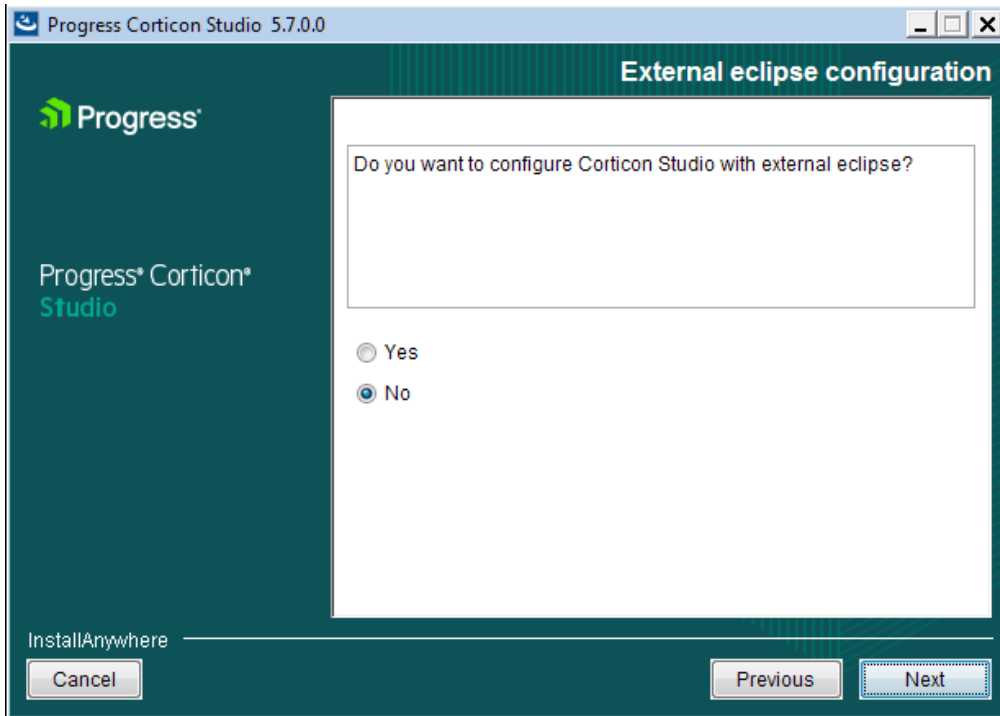 Progress Corticon Studio 5.7.0.0
External eclipse configuration
Progress®
Do you want to configure Corticon Studio with external eclipse?
Progress® Corticon®
Studio
Yes
No
InstallAnywhere
Cancel
Previous
Next